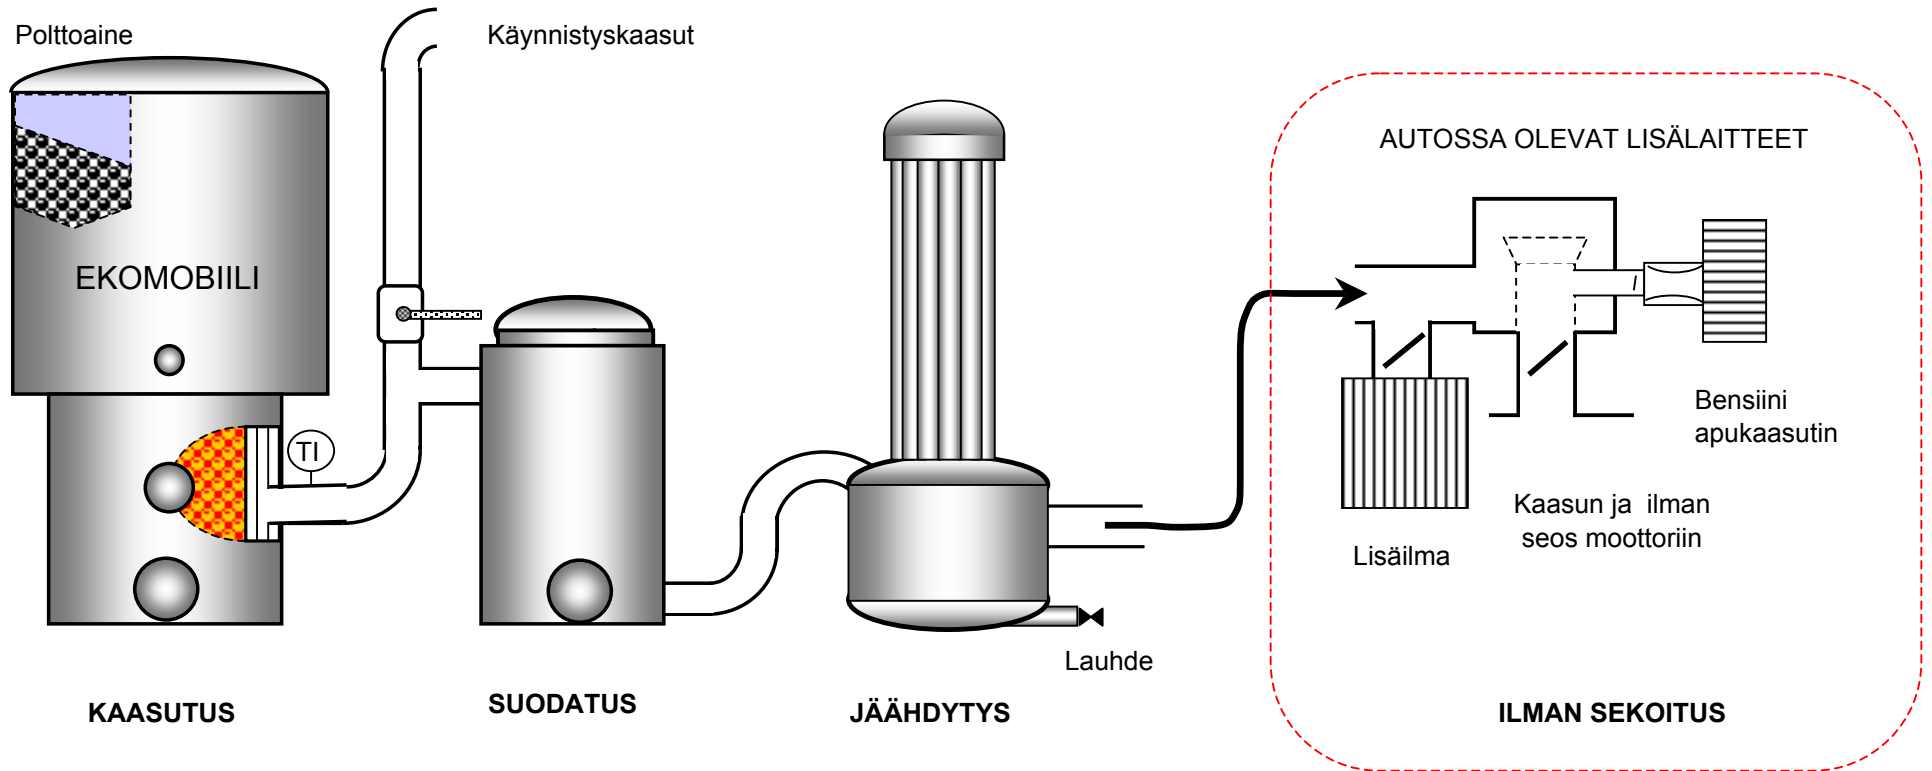 Polttoaine
Käynnistyskaasut
AUTOSSA OLEVAT LISÄLAITTEET
EKOMOBIILI
TI
Bensiini
apukaasutin
Kaasun ja ilman
seos moottoriin
Lisäilma
Lauhde
KAASUTUS
SUODATUS
JÄÄHDYTYS
ILMAN SEKOITUS